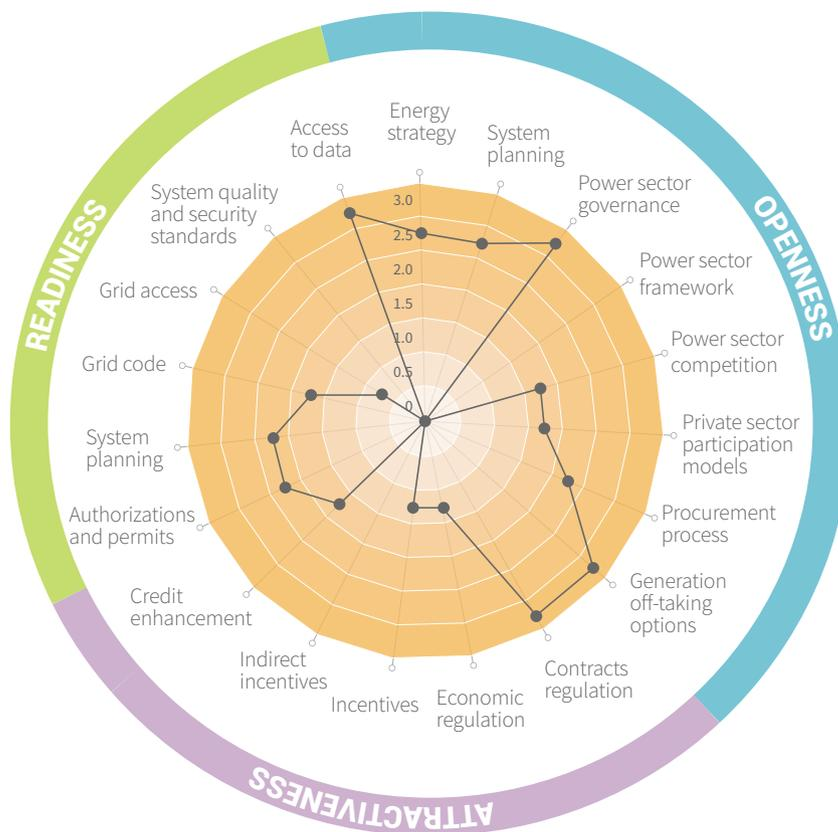 READINESS
OPENNESS
ATTRACTIVENESS
Energy
strategy
System
planning
Power sector
governance
Power sector
framework
Power sector
competition
Private sector
participation
models
Procurement
process
Generation
off-taking
options
Contracts
regulation
Economic
regulation
Incentives
Indirect
incentives
Credit
enhancement
Authorizations
and permits
System
planning
Grid code
Grid access
System quality
and security
standards
Access
to data
3.0
2.5
2.0
1.5
1.0
0.5
0